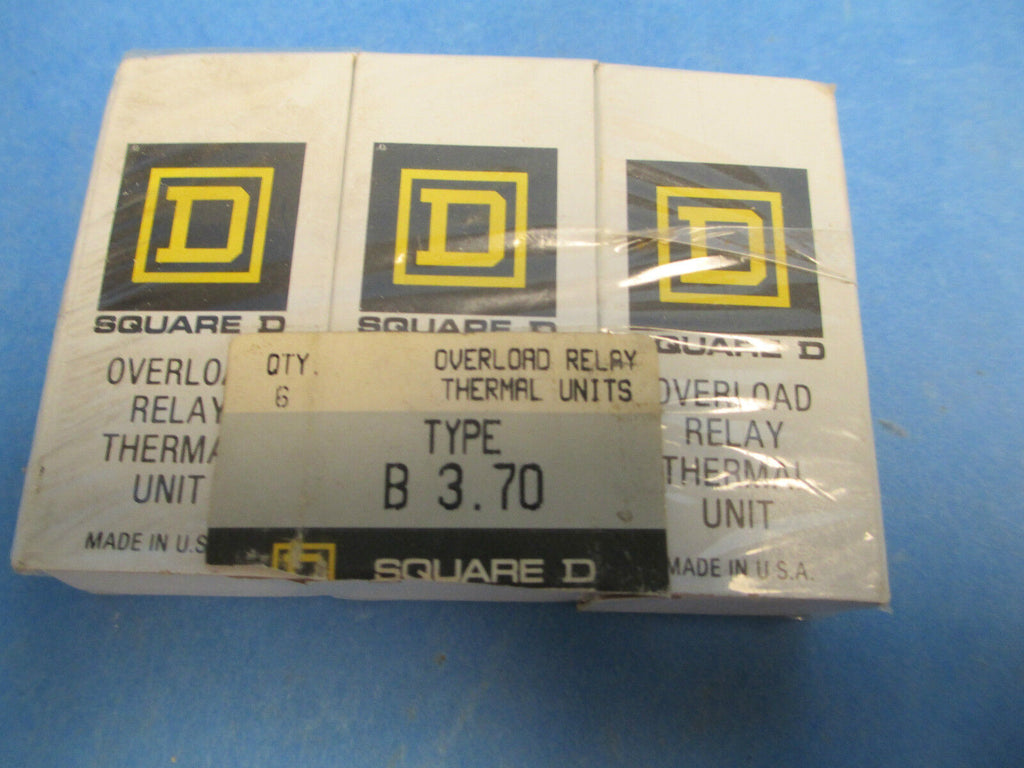 D
SQUARE D
OVERLOA
RELAY
THERMA
UNIT
MADE IN U.S
D
SQUARE D
D
SQUARE D
OVERLOAD
RELAY
THERMAL
UNIT
MADE IN U.S.A.
QTY.
6
OVERLOAD RELAY
THERMAL UNITS
TYPE
B 3.70
SQUARE D